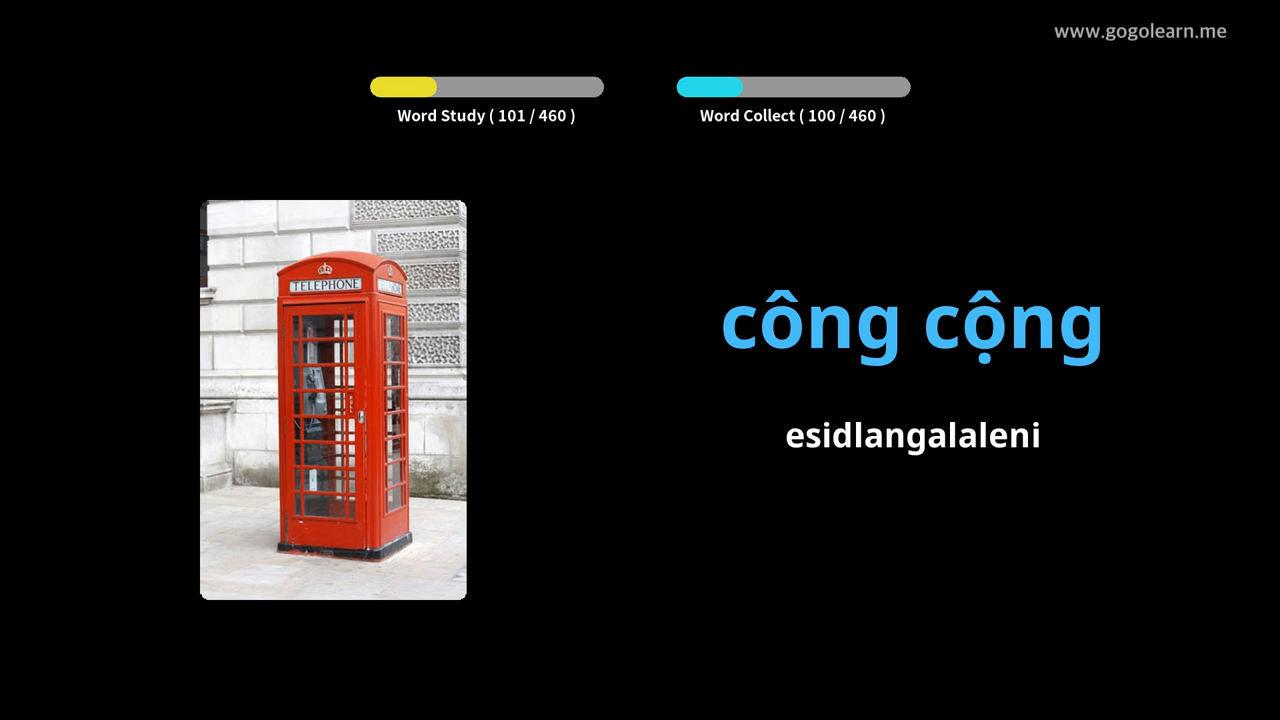 www.gogolearn.me
Word Study ( 101 / 460 )
Word Collect ( 100 / 460 )
TELEPHONE
công cộng
esidlangalaleni